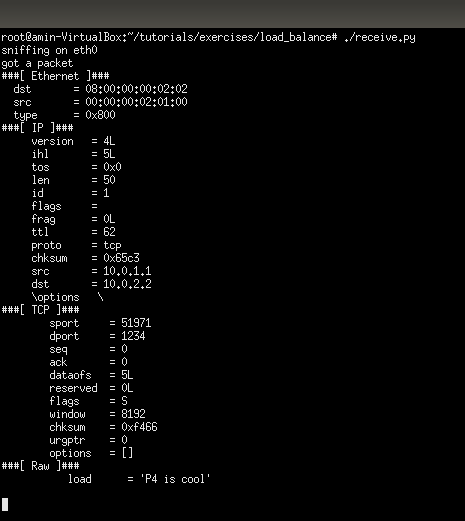 root@amin-VirtualBox:~/tutorials/exercises/load_balance# ./receive.py
sniffing on eth0
got a packet
###[ Ethernet ]###
  dst       = 08:00:00:00:02:02
  src       = 00:00:00:02:01:00
  type      = 0x800
###[ IP ]###
     version   = 4L
     ihl       = 5L
     tos       = 0x0
     len       = 50
     id        = 1
     flags     =
     frag      = 0L
     ttl       = 62
     proto     = tcp
     chksum    = 0x65c3
     src       = 10.0.1.1
     dst       = 10.0.2.2
     \options   \
###[ TCP ]###
        sport     = 51971
        dport     = 1234
        seq       = 0
        ack       = 0
        dataofs   = 5L
        reserved  = 0L
        flags     = S
        window    = 8192
        chksum    = 0xf466
        urgptr    = 0
        options   = []
###[ Raw ]###
           load      = 'P4 is cool'